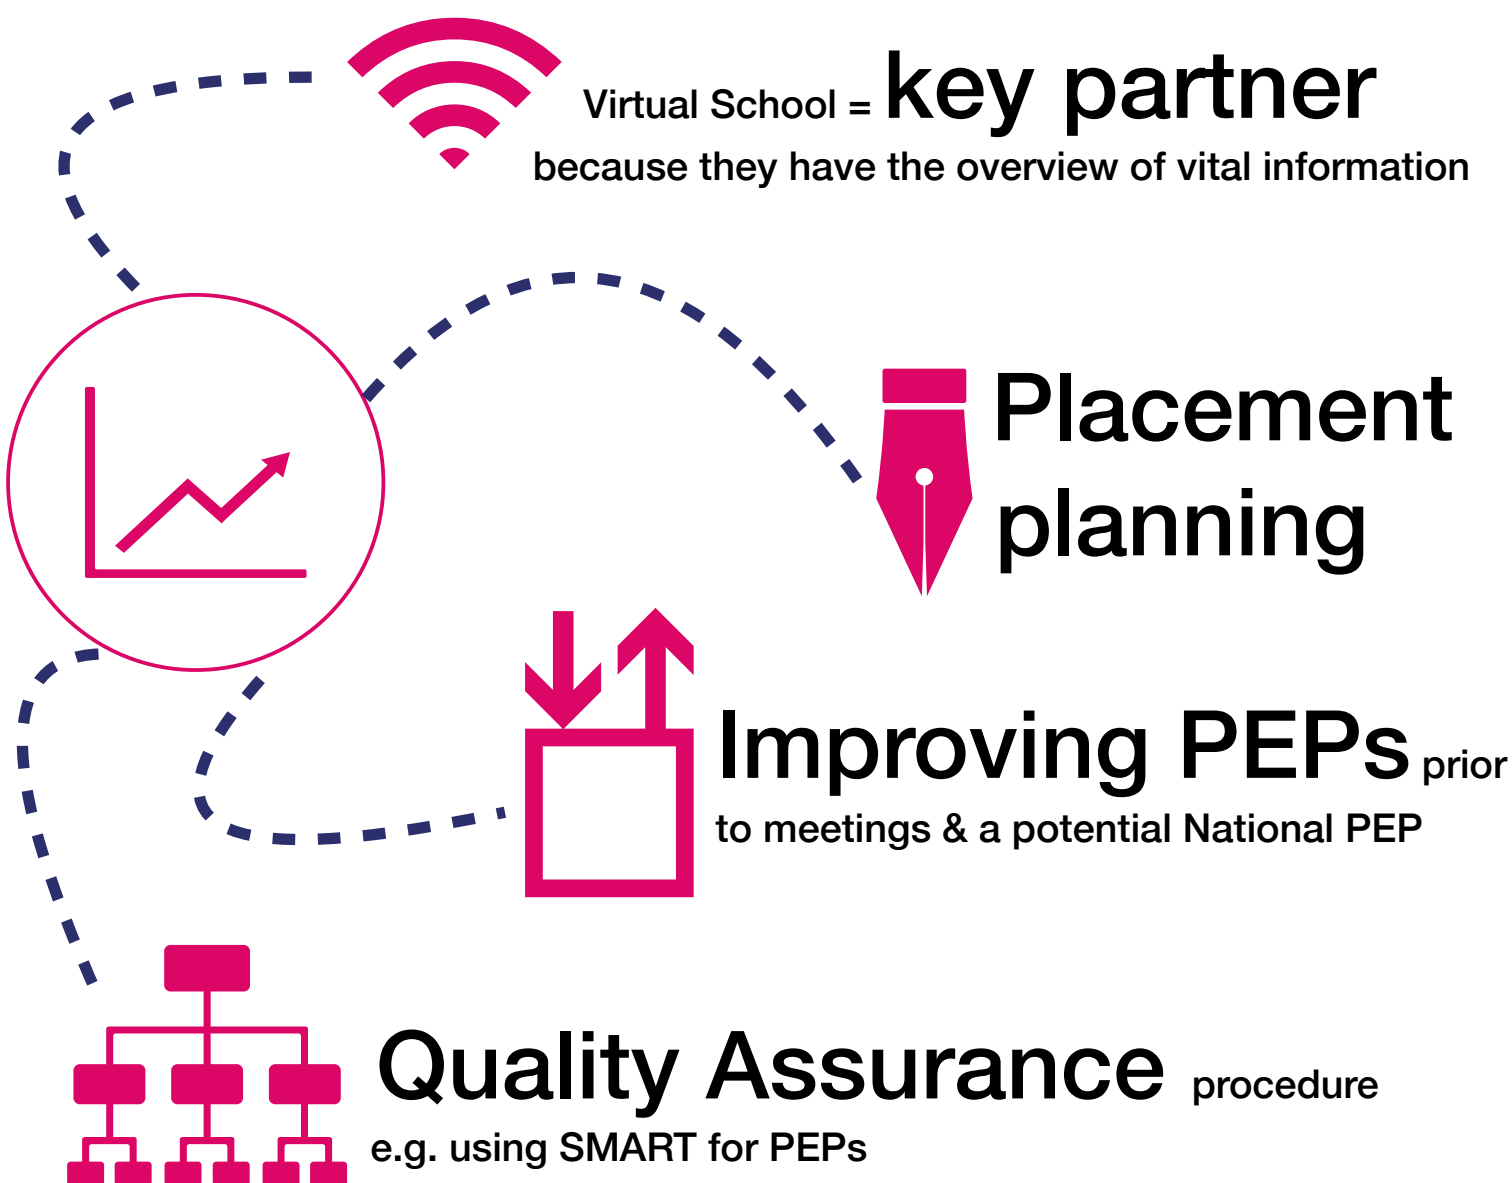 Virtual School = key partner
because they have the overview of vital information
Placement
planning
Improving PEPs prior
to meetings & a potential National PEP
Quality Assurance procedure
e.g. using SMART for PEPs